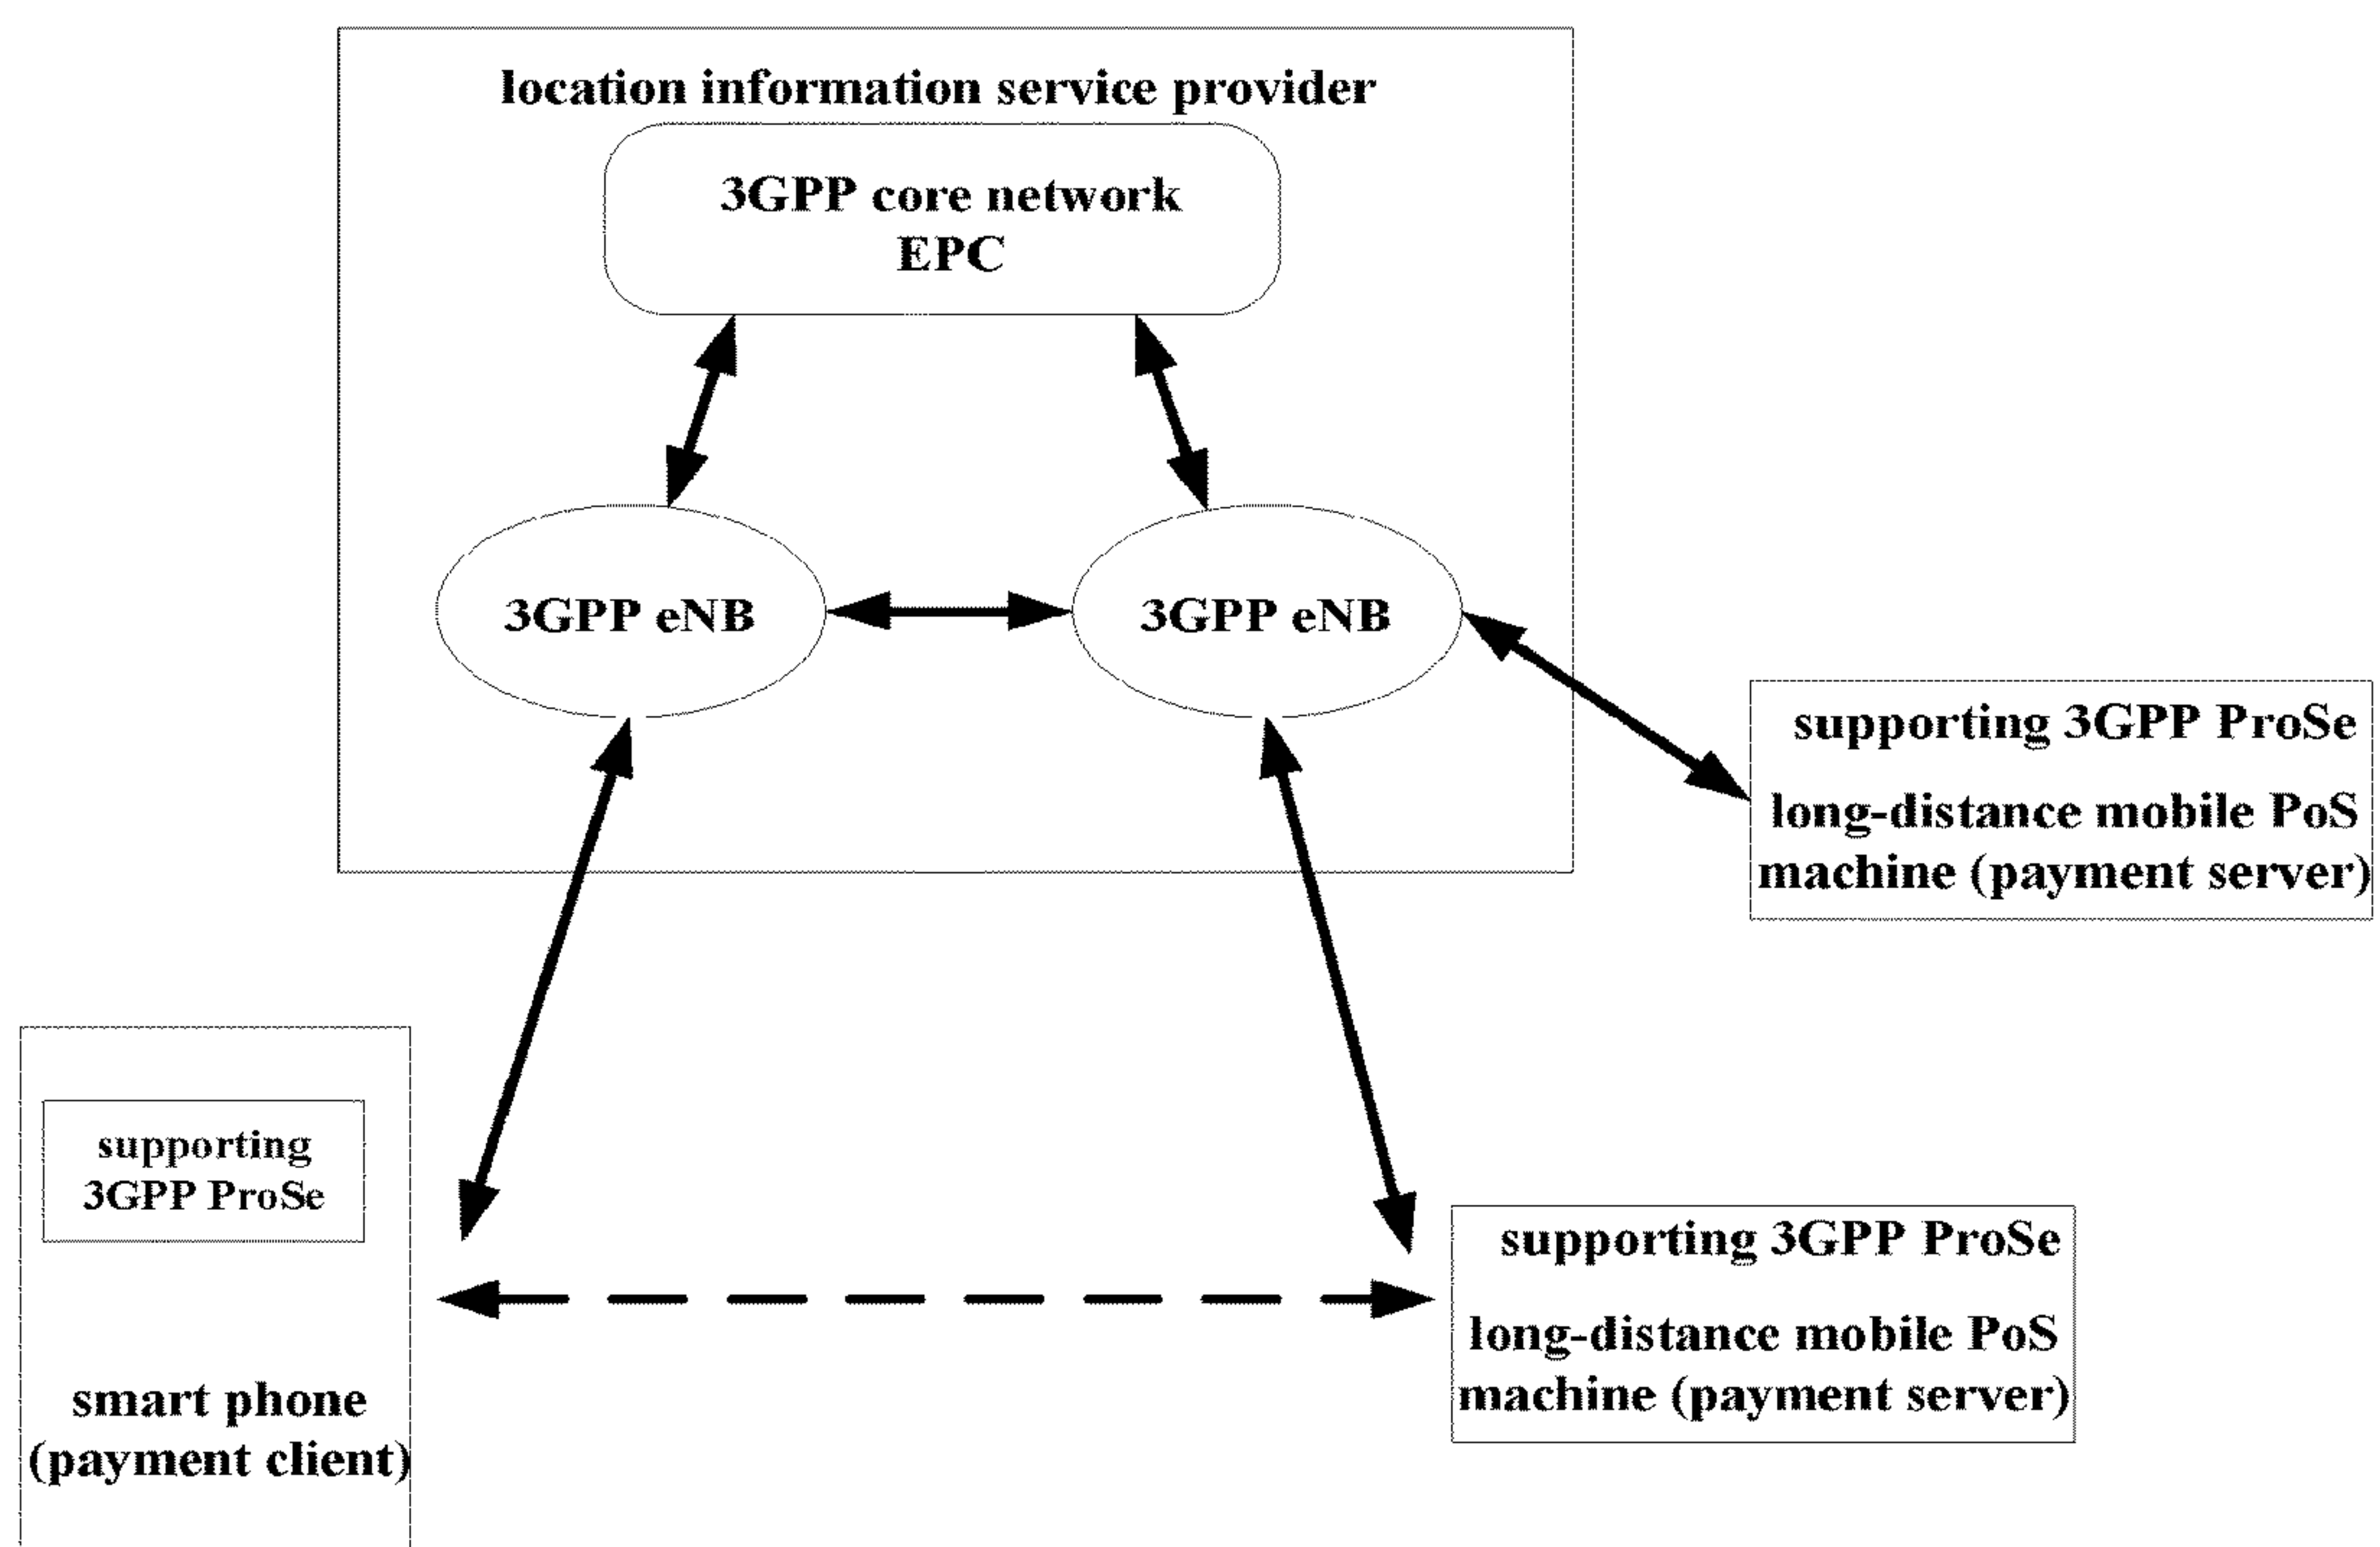 location information service provider
3GPP core network
EPC
3GPP eNB
3GPP eNB
supporting 3GPP ProSe
long-distance mobile PoS
machine (payment server)
supporting
3GPP ProSe
smart phone
(payment client)
supporting 3GPP ProSe
long-distance mobile PoS
machine (payment server)